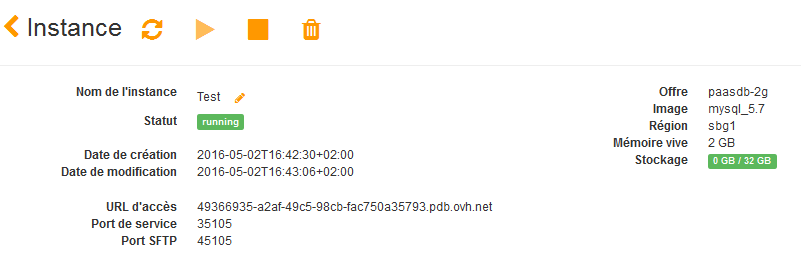 Instance
Nom de l'instance Test
Statut running
Date de création 2016-05-02T16:42:30+02:00
Date de modification 2016-05-02T16:43:06+02:00
URL d'accès 49366935-a2af-49c5-98cb-fac750a35793.pdb.ovh.net
Port de service 35105
Port SFTP 45105
Offre paasdb-2g
Image mysql_5.7
Région sbg1
Mémoire vive 2 GB
Stockage 0 GB / 32 GB